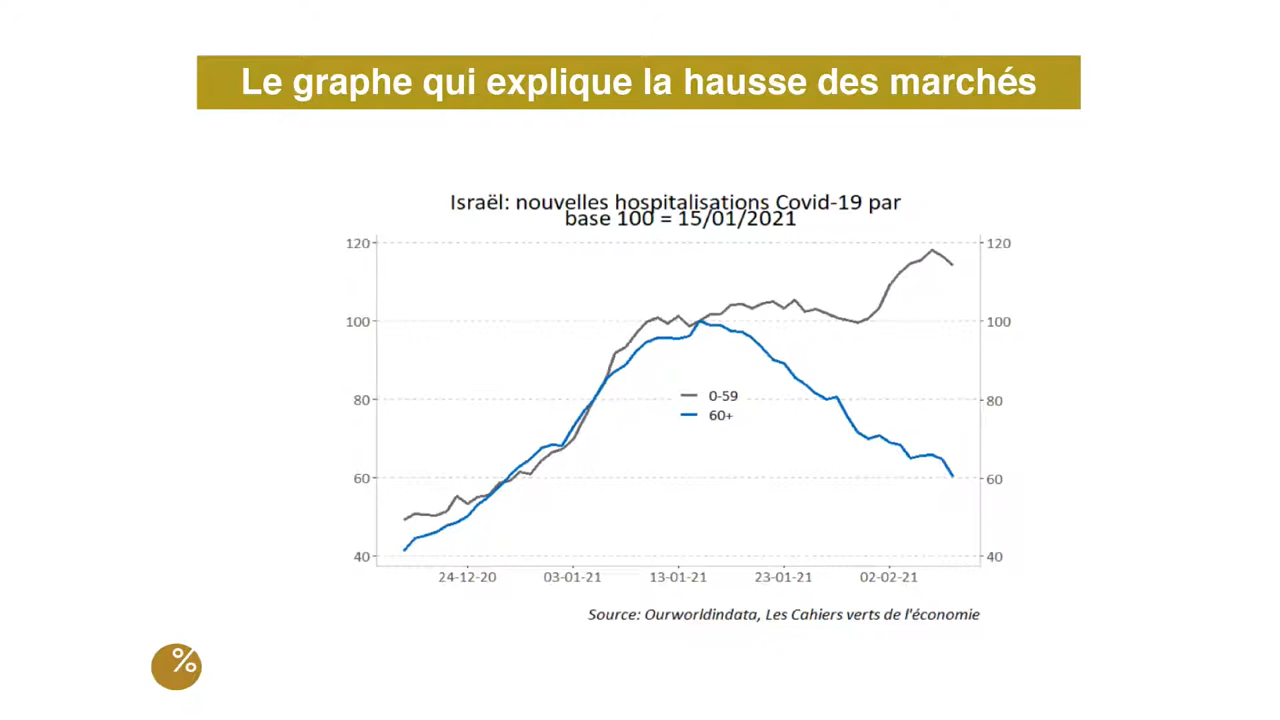 Le graphe qui explique la hausse des marchés
Israël: nouvelles hospitalisations Covid-19 par
base 100 = 15/01/2021
120 120
100 100
80 80
0-59
60+
60 60
40 40
24-12-20 03-01-21 13-01-21 23-01-21 02-02-21
Source: Ourworldindata, Les Cahiers verts de l'économie
%